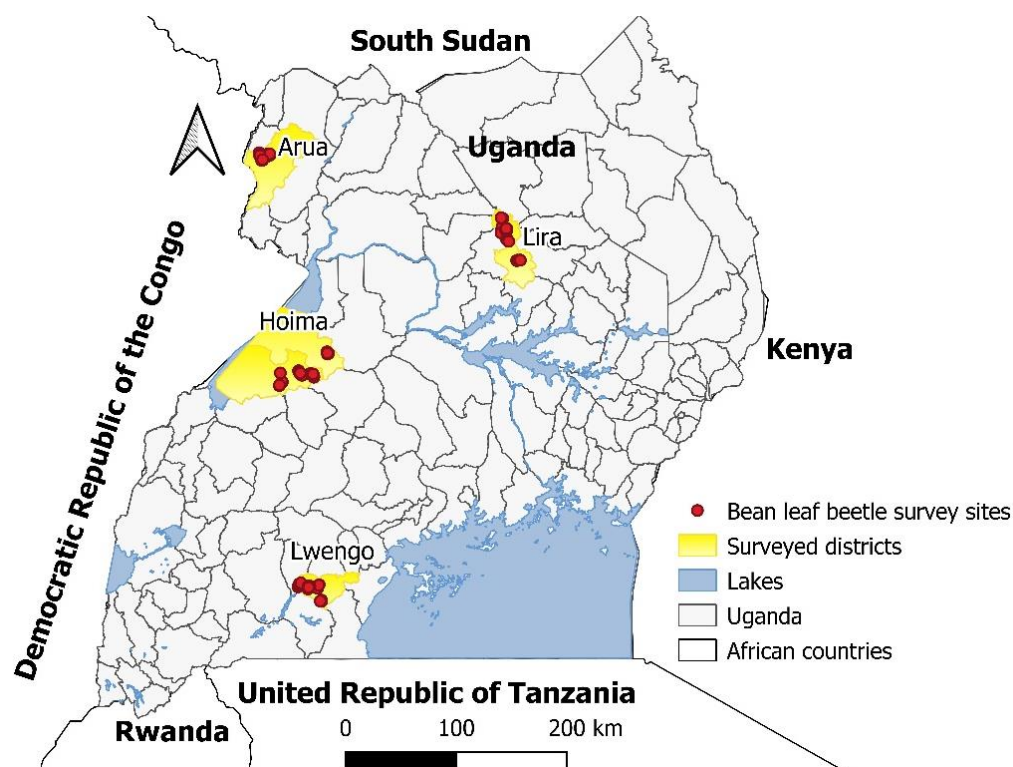 South Sudan
Arua
Uganda
Lira
Democratic Republic of the Congo
Hoima
Kenya
Bean leaf beetle survey sites
Surveyed districts
Lakes
Uganda
African countries
Lwengo
United Republic of Tanzania
Rwanda
0 100 200 km